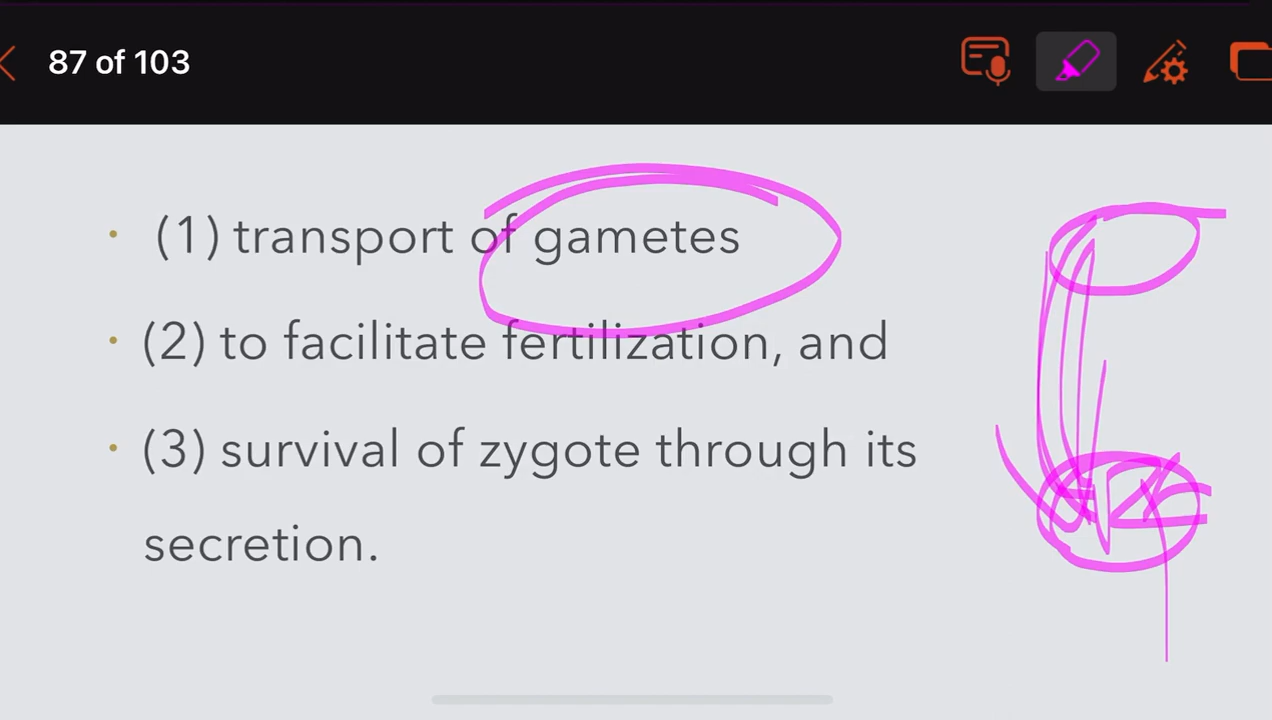 87 of 103
• (1) transport of gametes
• (2) to facilitate fertilization, and
• (3) survival of zygote through its
secretion.